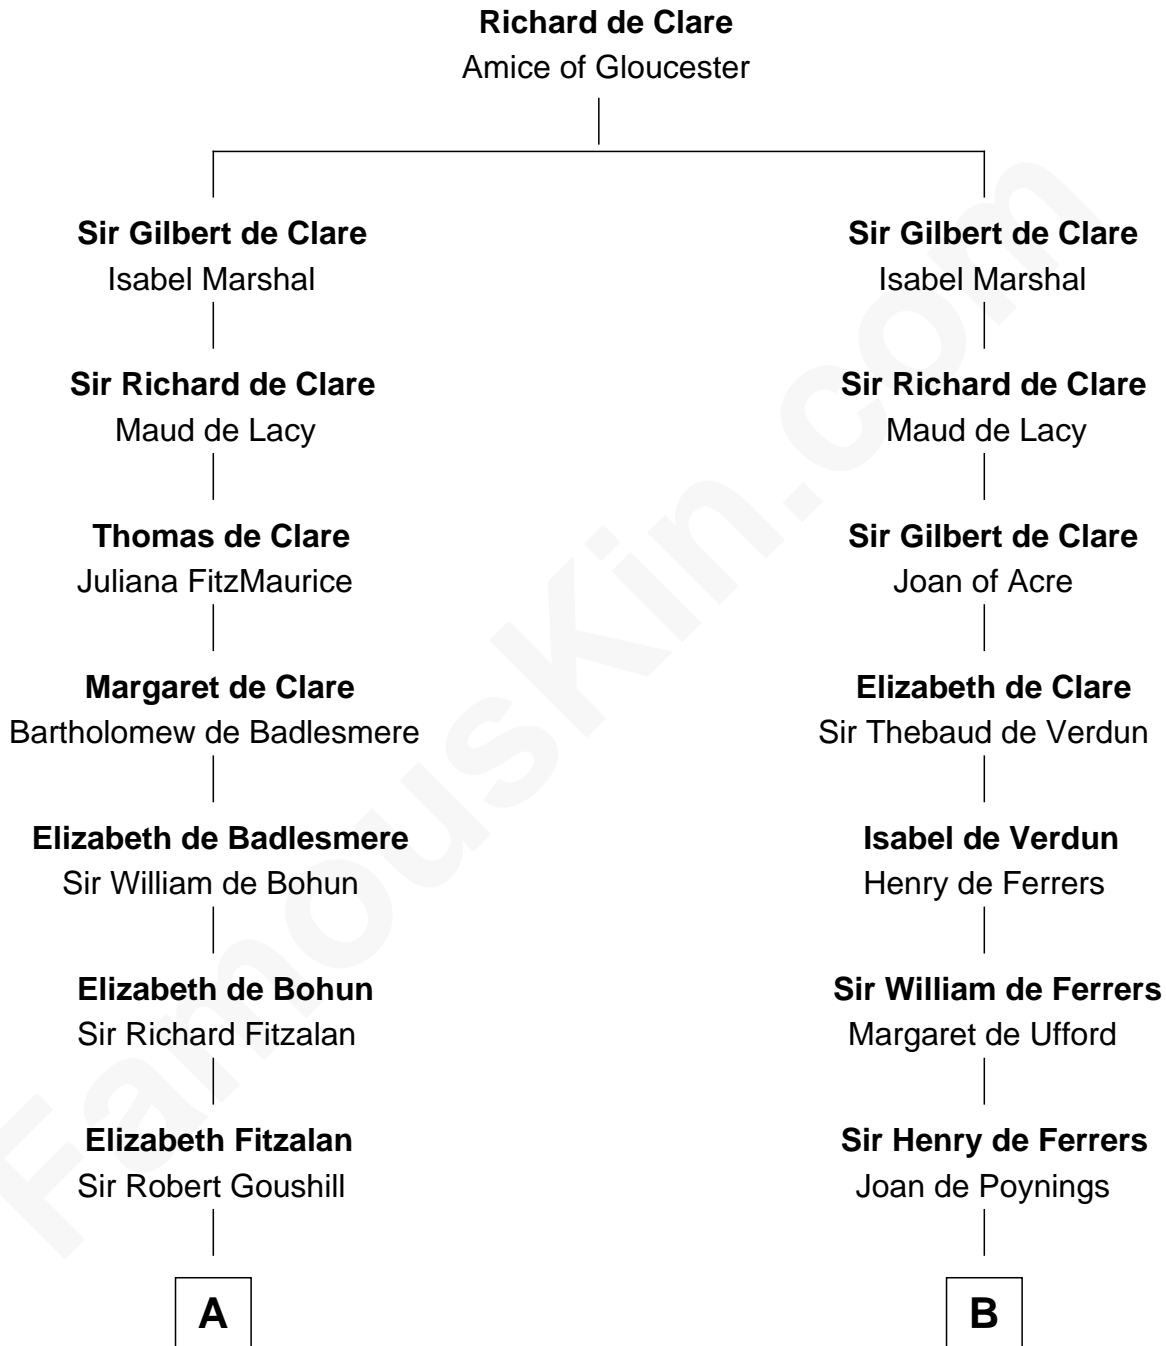 Richard de Clare
Amice of Gloucester
Sir Gilbert de Clare
Isabel Marshal
Sir Richard de Clare
Maud de Lacy
Thomas de Clare
Juliana FitzMaurice
Margaret de Clare
Bartholomew de Badlesmere
Elizabeth de Badlesmere
Sir William de Bohun
Elizabeth de Bohun
Sir Richard Fitzalan
Elizabeth Fitzalan
Sir Robert Goushill
A
Sir Gilbert de Clare
Isabel Marshal
Sir Richard de Clare
Maud de Lacy
Sir Gilbert de Clare
Joan of Acre
Elizabeth de Clare
Sir Thebaud de Verdun
Isabel de Verdun
Henry de Ferrers
Sir William de Ferrers
Margaret de Ufford
Sir Henry de Ferrers
Joan de Poynings
B
FamousKin.com